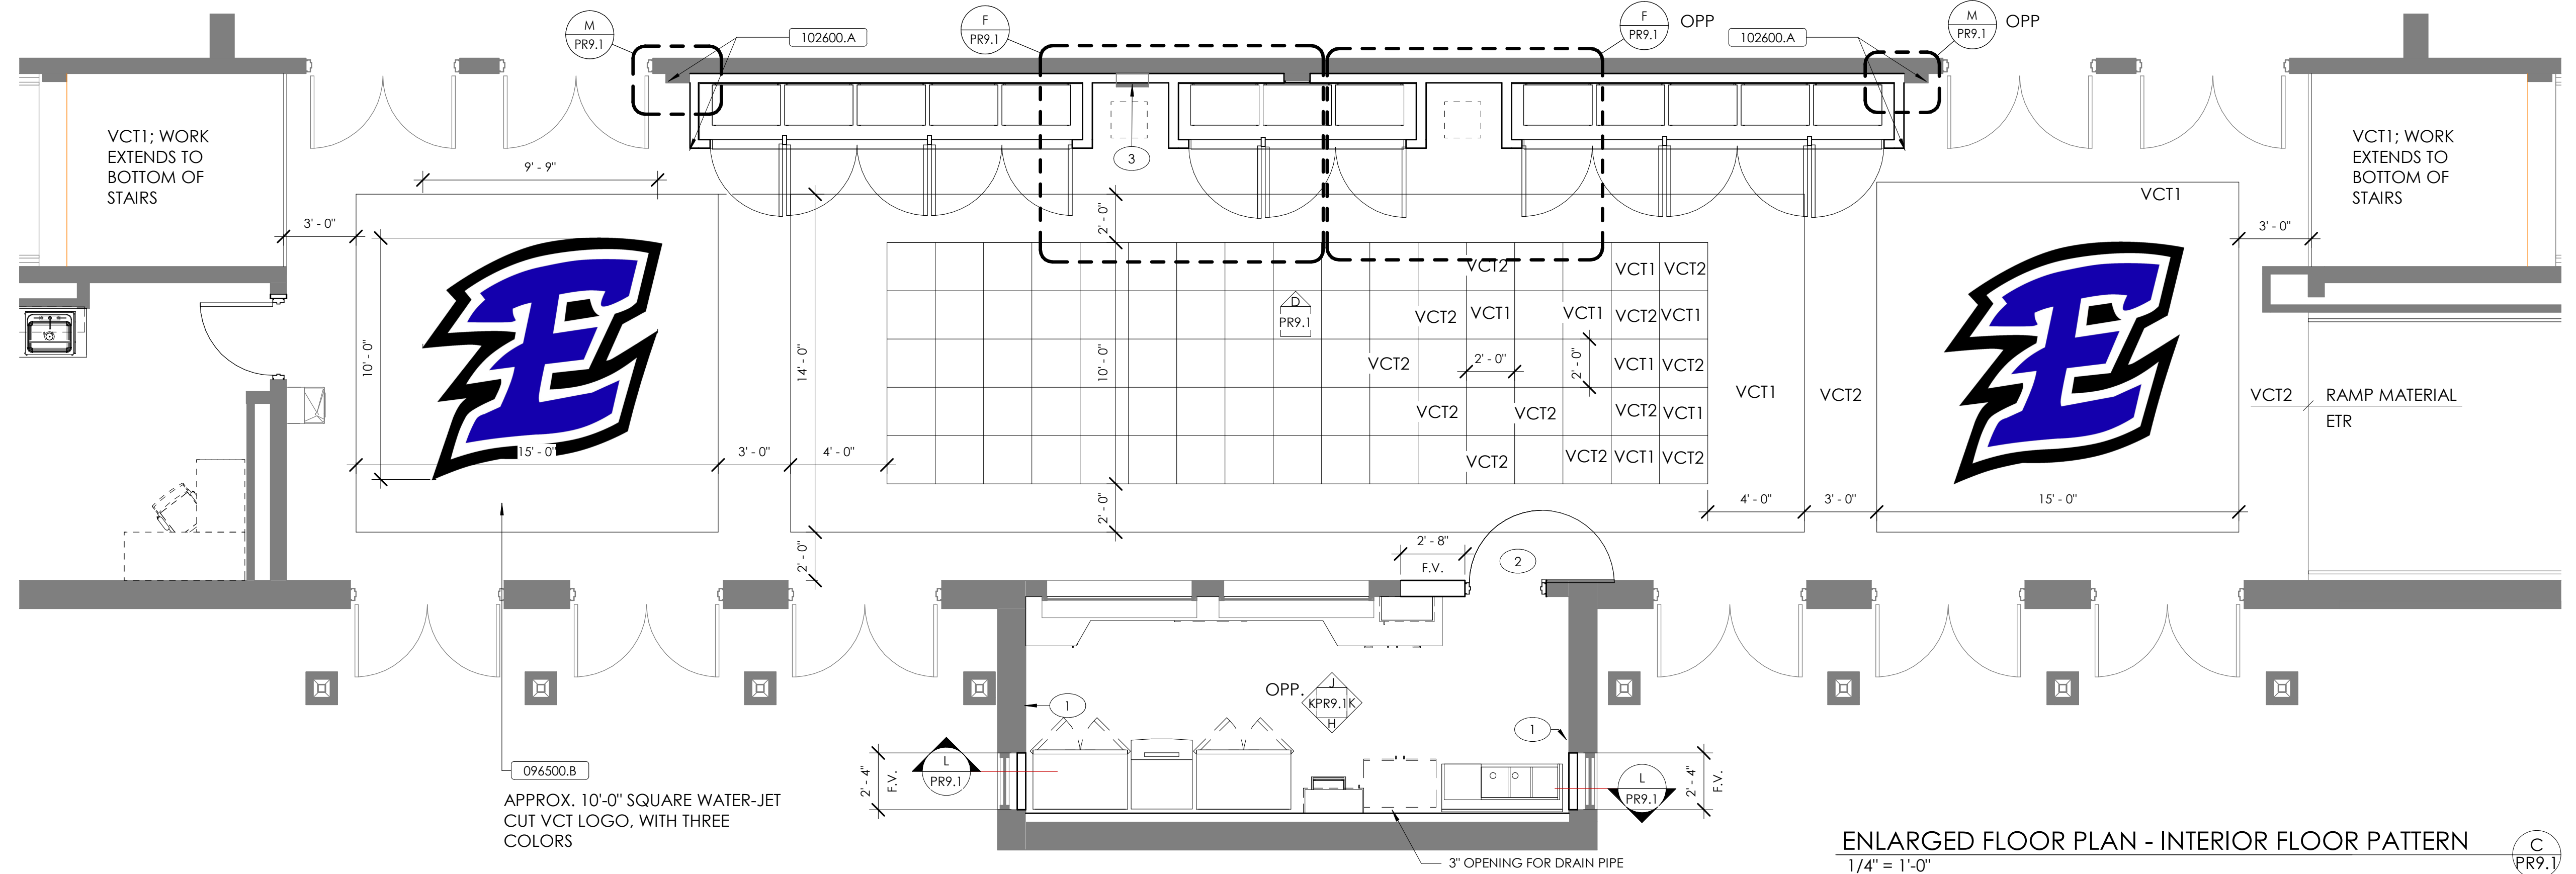 M
PR9.1
102600.A
F
PR9.1
F
PR9.1
OPP
102600.A
M
PR9.1
OPP
VCT1; WORK
EXTENDS TO
BOTTOM OF
STAIRS
VCT1; WORK
EXTENDS TO
BOTTOM OF
STAIRS
3
9' - 9"
3' - 0"
2' - 0"
VCT1
3' - 0"
E
E
10' - 0"
14' - 0"
10' - 0"
D
PR9.1
VCT2
VCT1 VCT2
VCT2 VCT1 VCT1 VCT2 VCT1
VCT2 2' - 0" 2' - 0" VCT1 VCT2
VCT2 VCT2 VCT2 VCT1
VCT2 VCT2 VCT1 VCT2
VCT1
VCT2
VCT2
RAMP MATERIAL
ETR
15' - 0"
3' - 0"
4' - 0"
4' - 0"
3' - 0"
15' - 0"
2' - 0"
2' - 0"
2' - 8"
F.V.
2
1
OPP.
J
KPR9.1K
H
1
L
PR9.1
2' - 4"
F.V.
L
PR9.1
2' - 4"
F.V.
096500.B
APPROX. 10'-0" SQUARE WATER-JET
CUT VCT LOGO, WITH THREE
COLORS
3" OPENING FOR DRAIN PIPE
ENLARGED FLOOR PLAN - INTERIOR FLOOR PATTERN
1/4" = 1'-0"
C
PR9.1